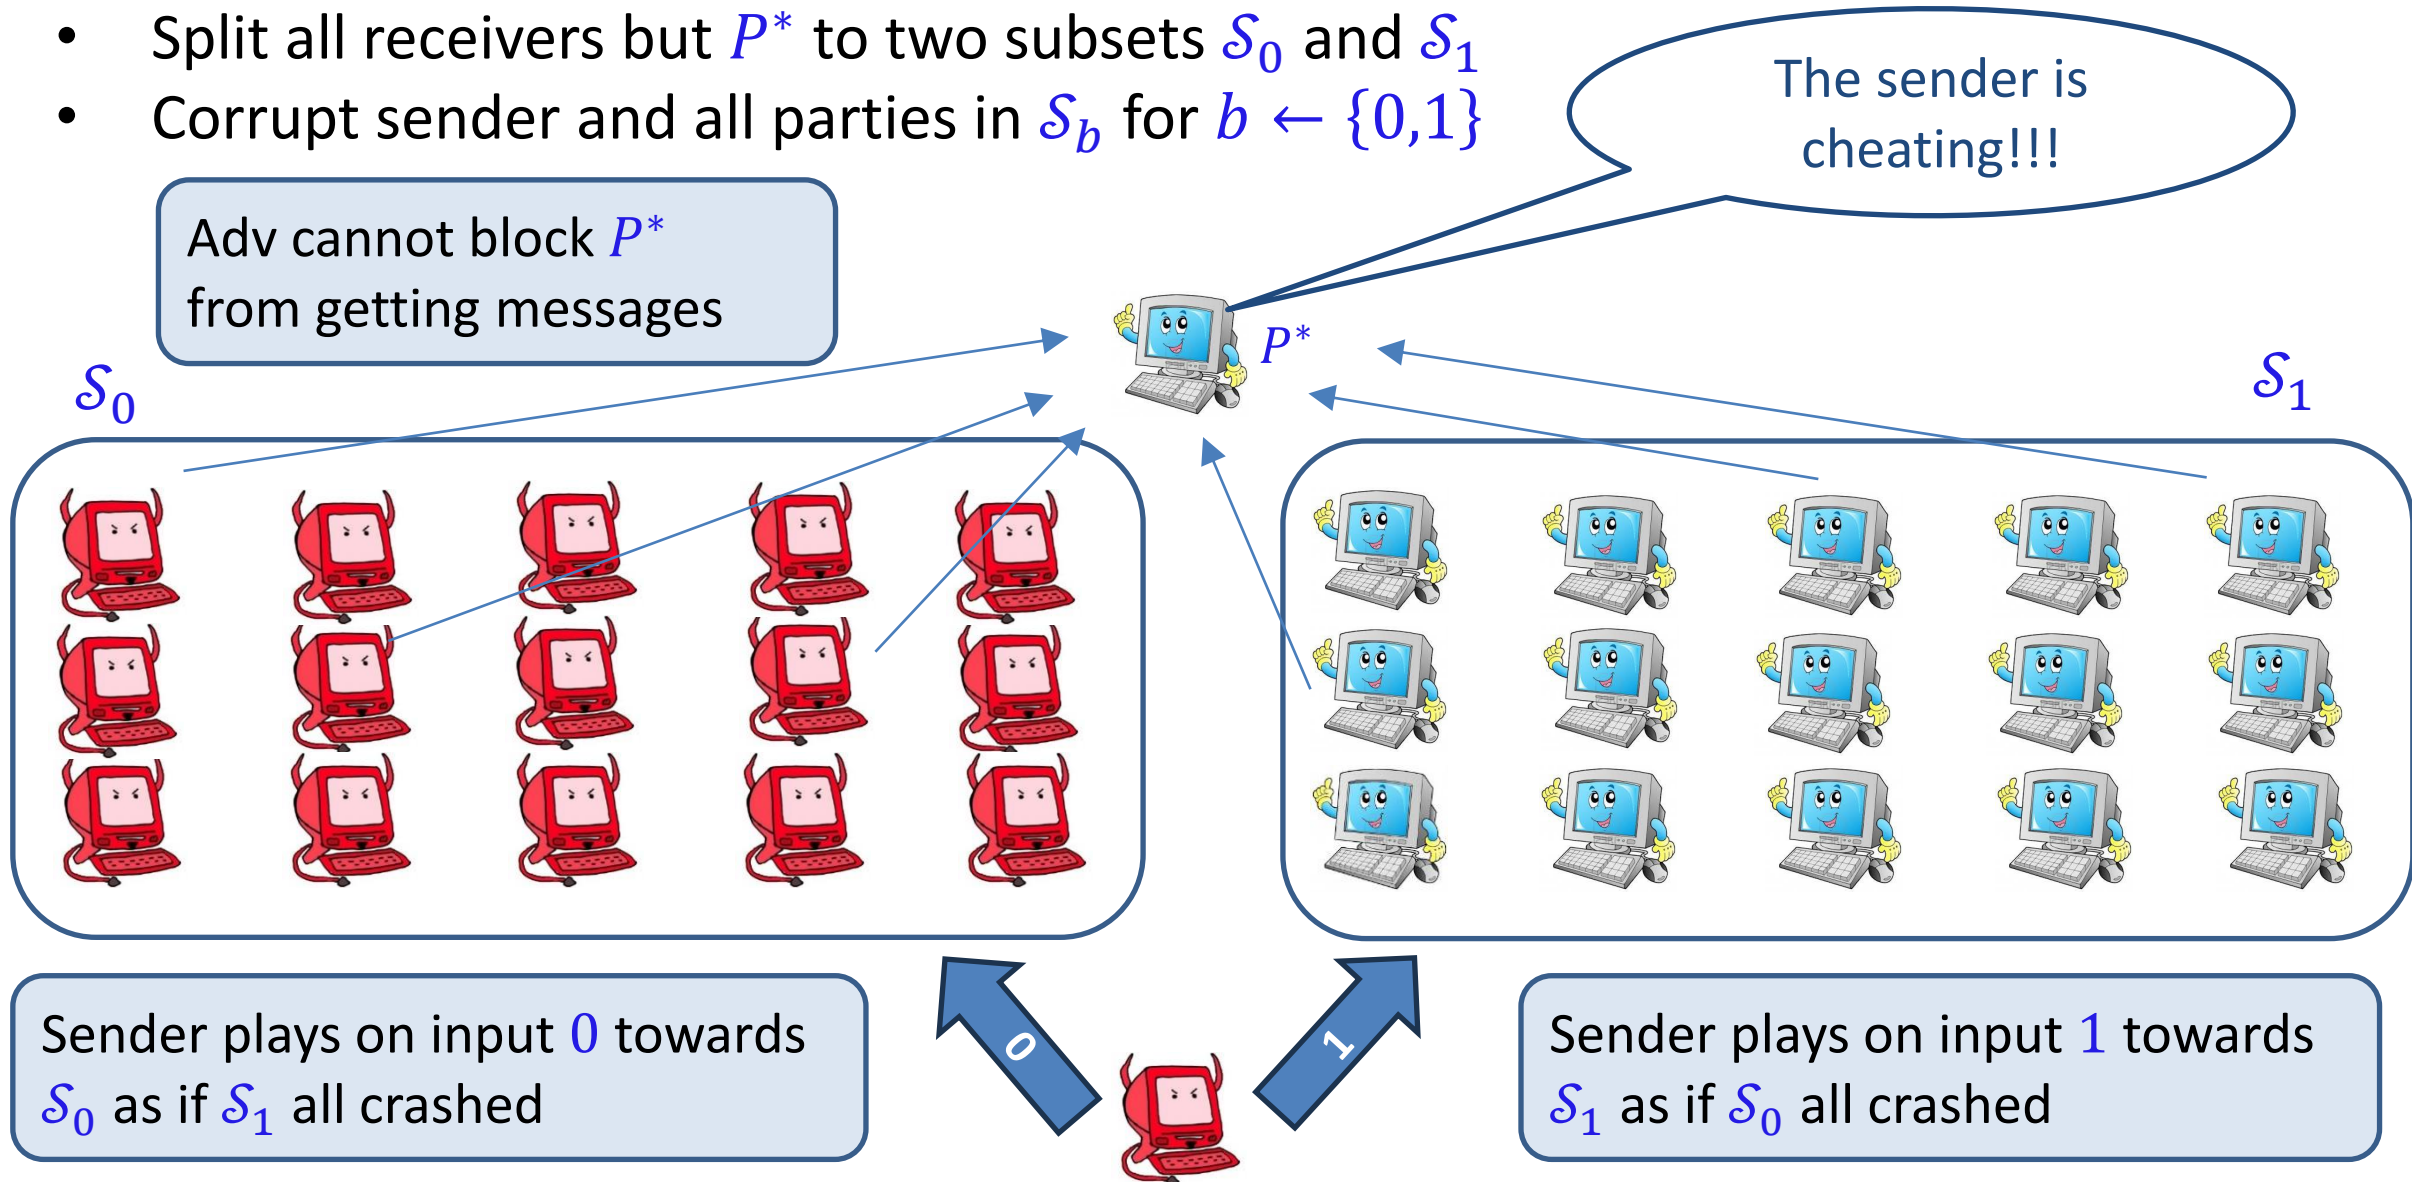 • Split all receivers but P* to two subsets 𝒮₀ and 𝒮₁
• Corrupt sender and all parties in 𝒮_b for b ← {0,1}
The sender is
cheating!!!
Adv cannot block P*
from getting messages
P*
𝒮₀
𝒮₁
0
1
Sender plays on input 0 towards
𝒮₀ as if 𝒮₁ all crashed
Sender plays on input 1 towards
𝒮₁ as if 𝒮₀ all crashed